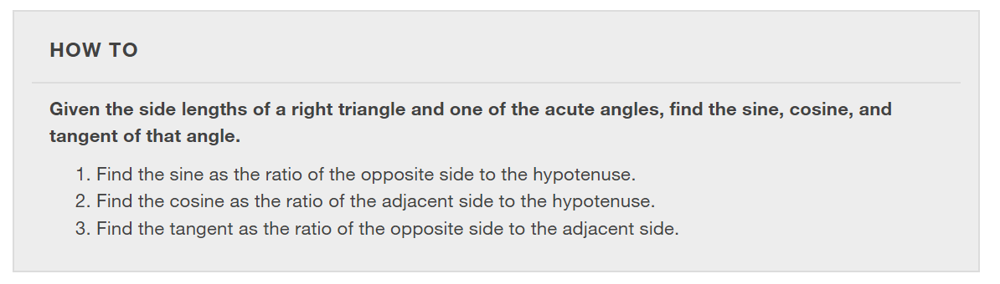 HOW TO
Given the side lengths of a right triangle and one of the acute angles, find the sine, cosine, and
tangent of that angle.
1. Find the sine as the ratio of the opposite side to the hypotenuse.
2. Find the cosine as the ratio of the adjacent side to the hypotenuse.
3. Find the tangent as the ratio of the opposite side to the adjacent side.